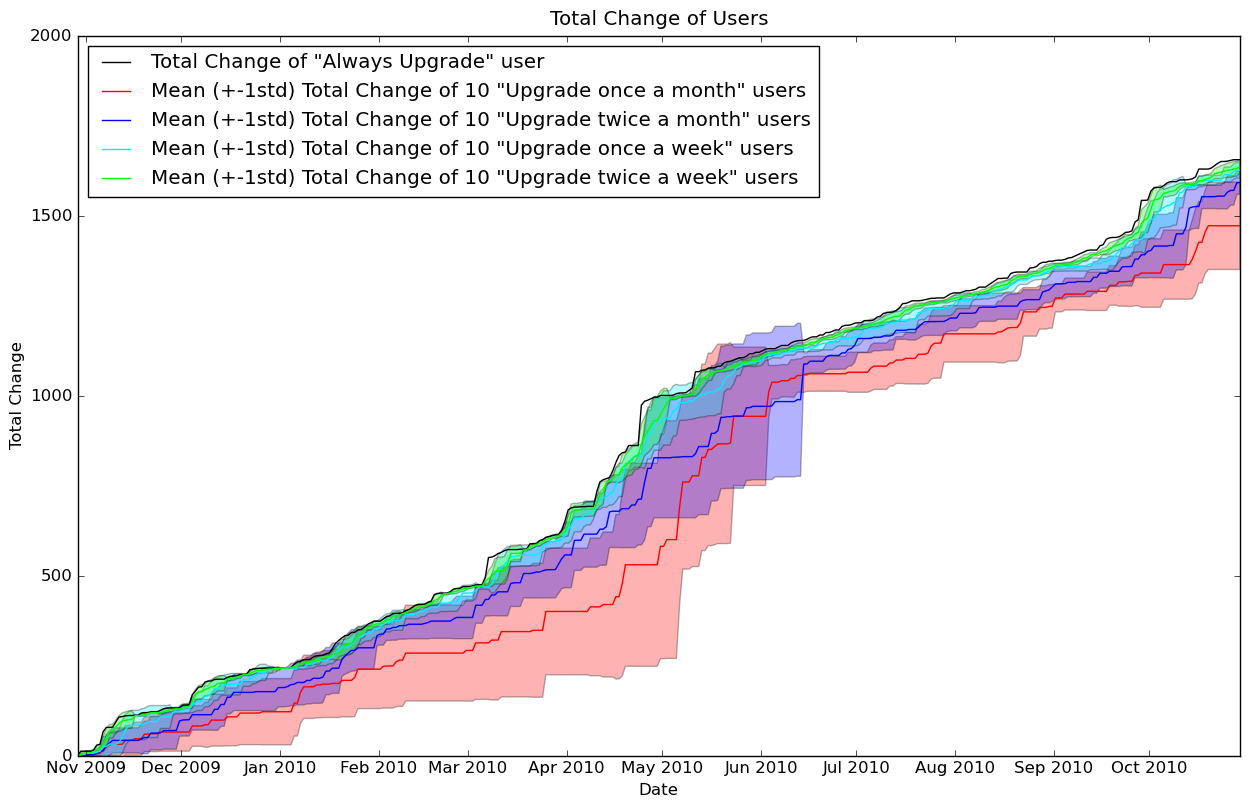 Total Change of Users
2000
Total Change of "Always Upgrade" user
Mean (+-1std) Total Change of 10 "Upgrade once a month" users
Mean (+-1std) Total Change of 10 "Upgrade twice a month" users
Mean (+-1std) Total Change of 10 "Upgrade once a week" users
Mean (+-1std) Total Change of 10 "Upgrade twice a week" users
1500
1000
500
0
Total Change
Nov 2009 Dec 2009 Jan 2010 Feb 2010 Mar 2010 Apr 2010 May 2010 Jun 2010 Jul 2010 Aug 2010 Sep 2010 Oct 2010
Date